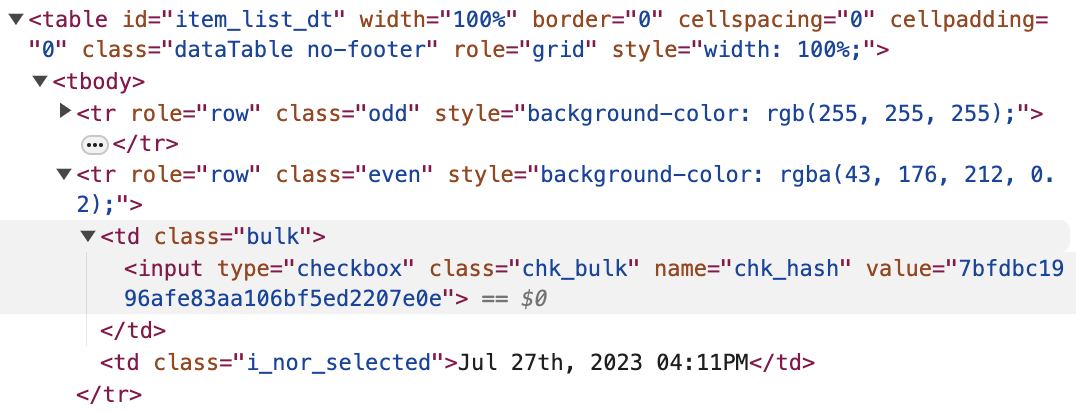 ▼<table id="item_list_dt" width="100%" border="0" cellspacing="0" cellpadding=
"0" class="dataTable no-footer" role="grid" style="width: 100%;">
▼<tbody>
▶<tr role="row" class="odd" style="background-color: rgb(255, 255, 255);">
…</tr>
▼<tr role="row" class="even" style="background-color: rgba(43, 176, 212, 0.
2);">
▼<td class="bulk">
<input type="checkbox" class="chk_bulk" name="chk_hash" value="7bfdbc19
96afe83aa106bf5ed2207e0e"> == $0
</td>
<td class="i_nor_selected">Jul 27th, 2023 04:11PM</td>
</tr>